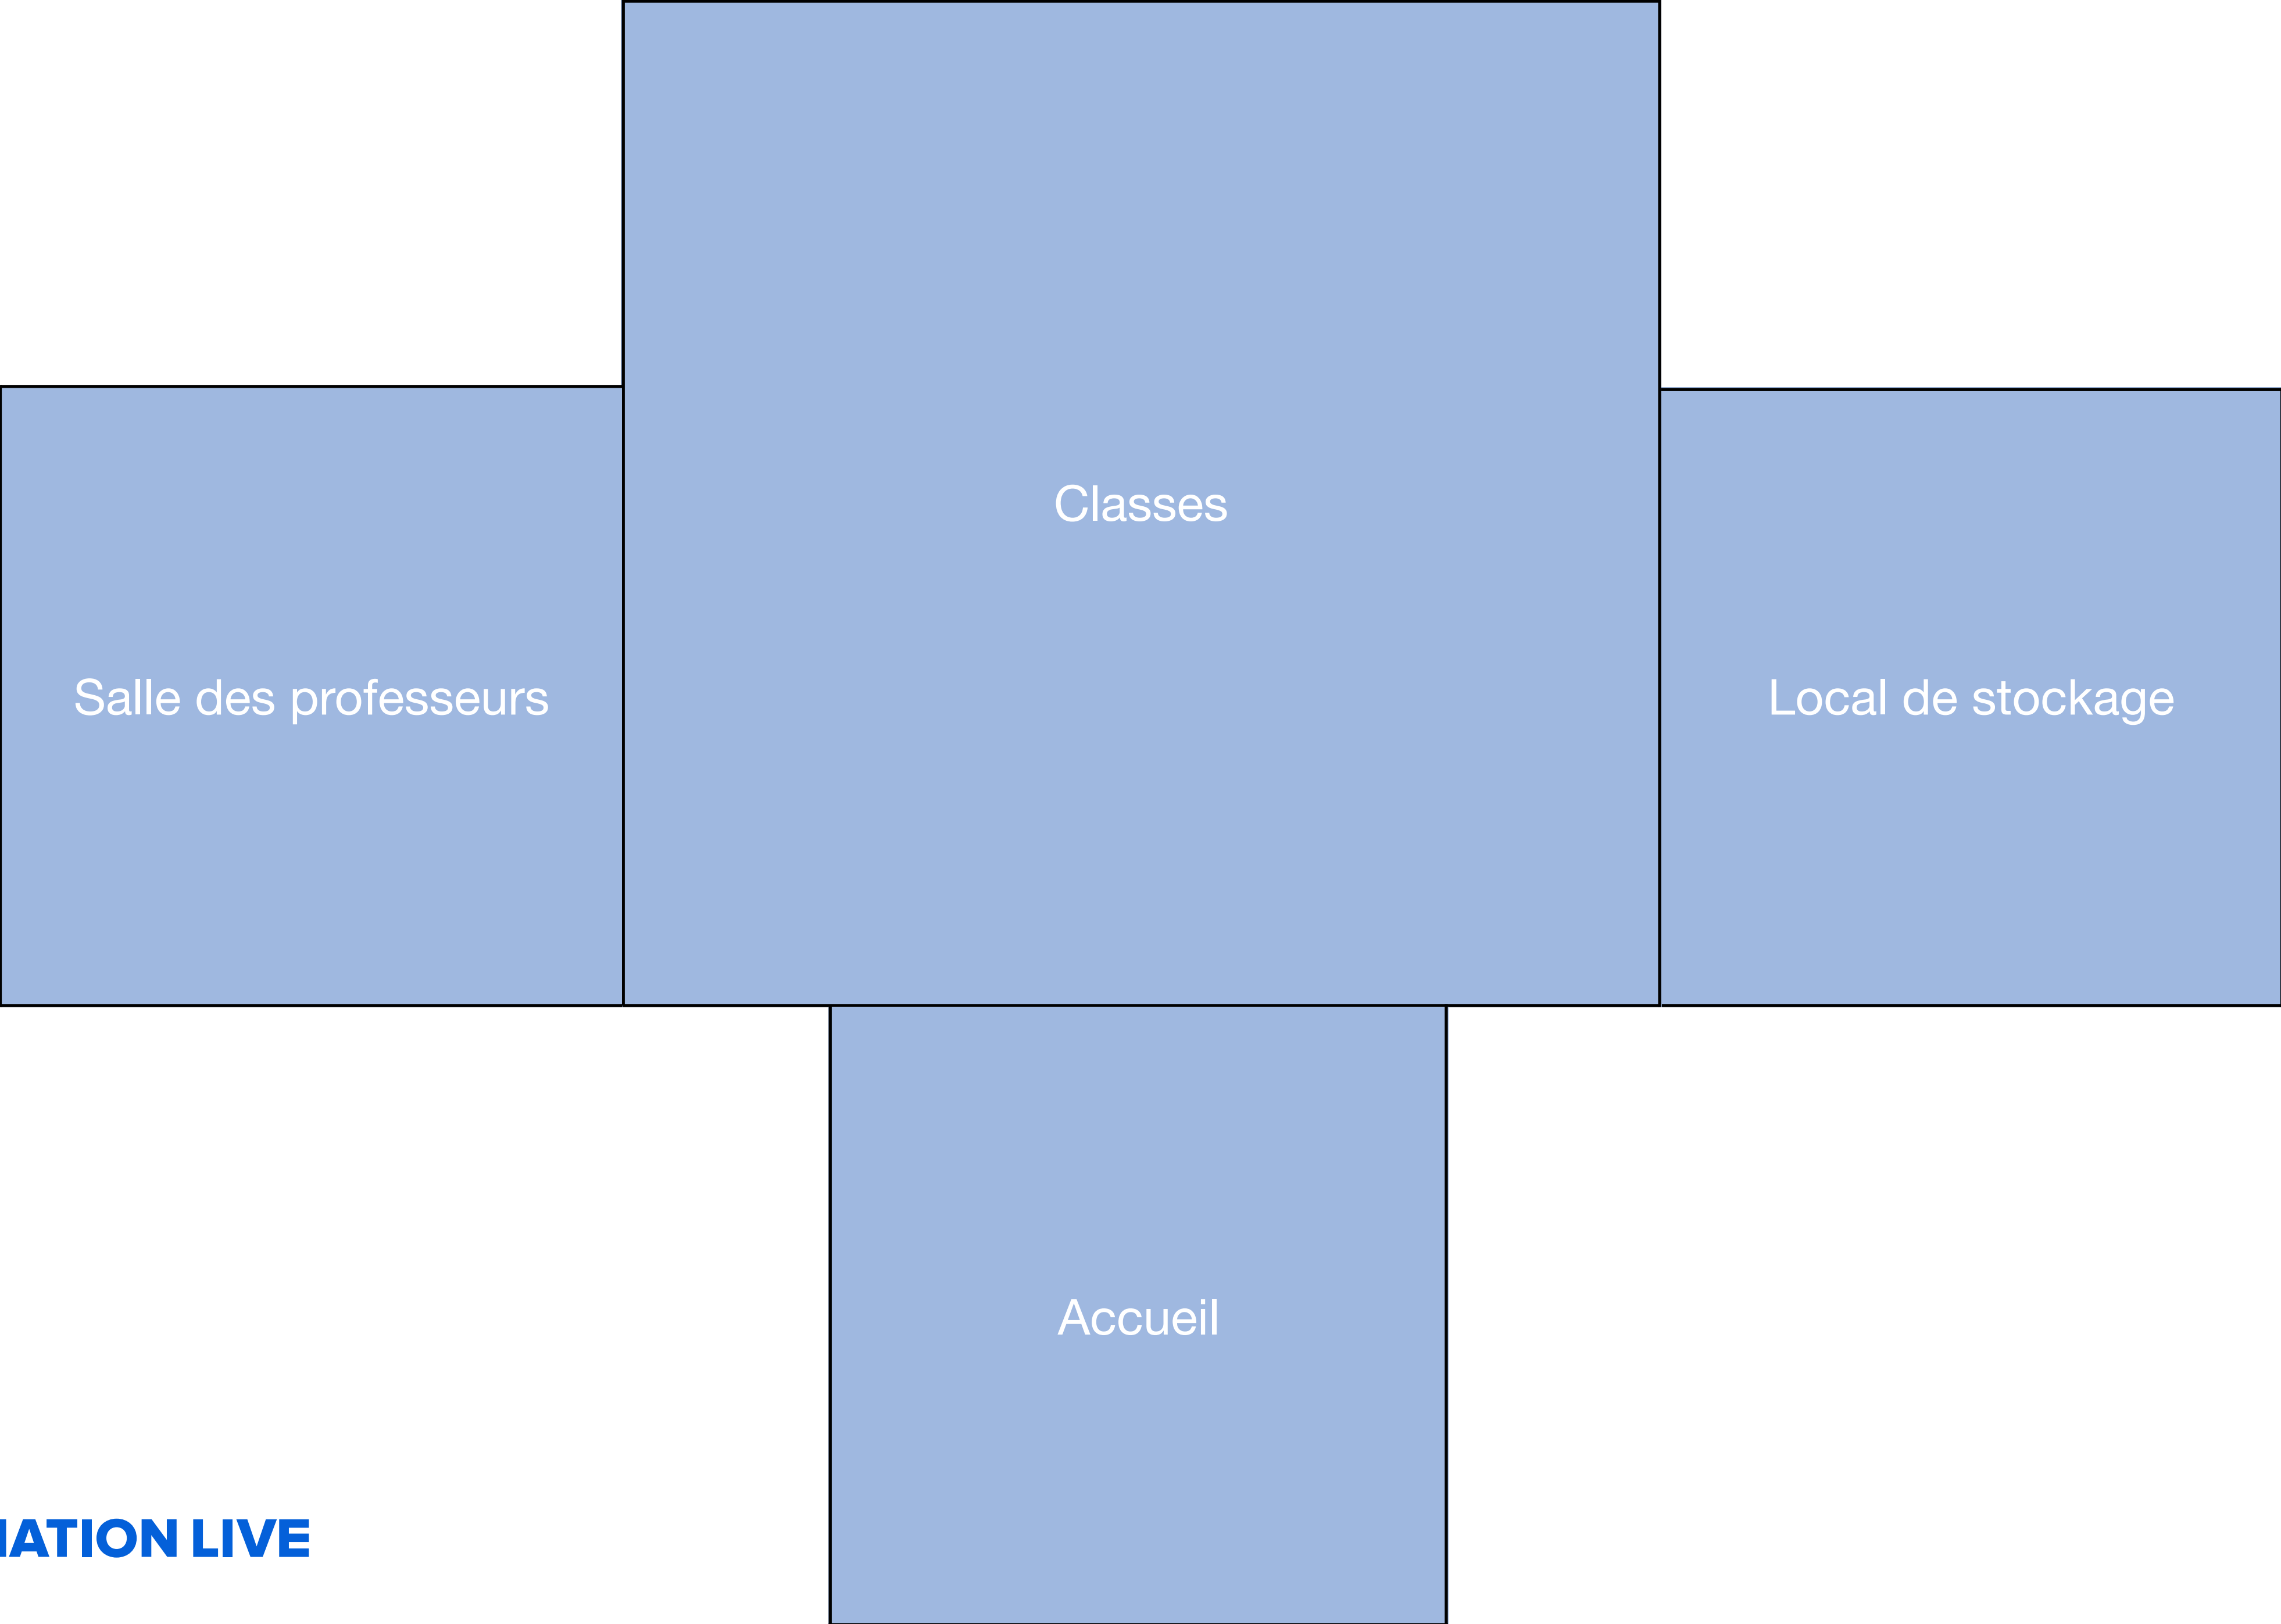 Classes
Salle des professeurs
Local de stockage
Accueil
IATION LIVE